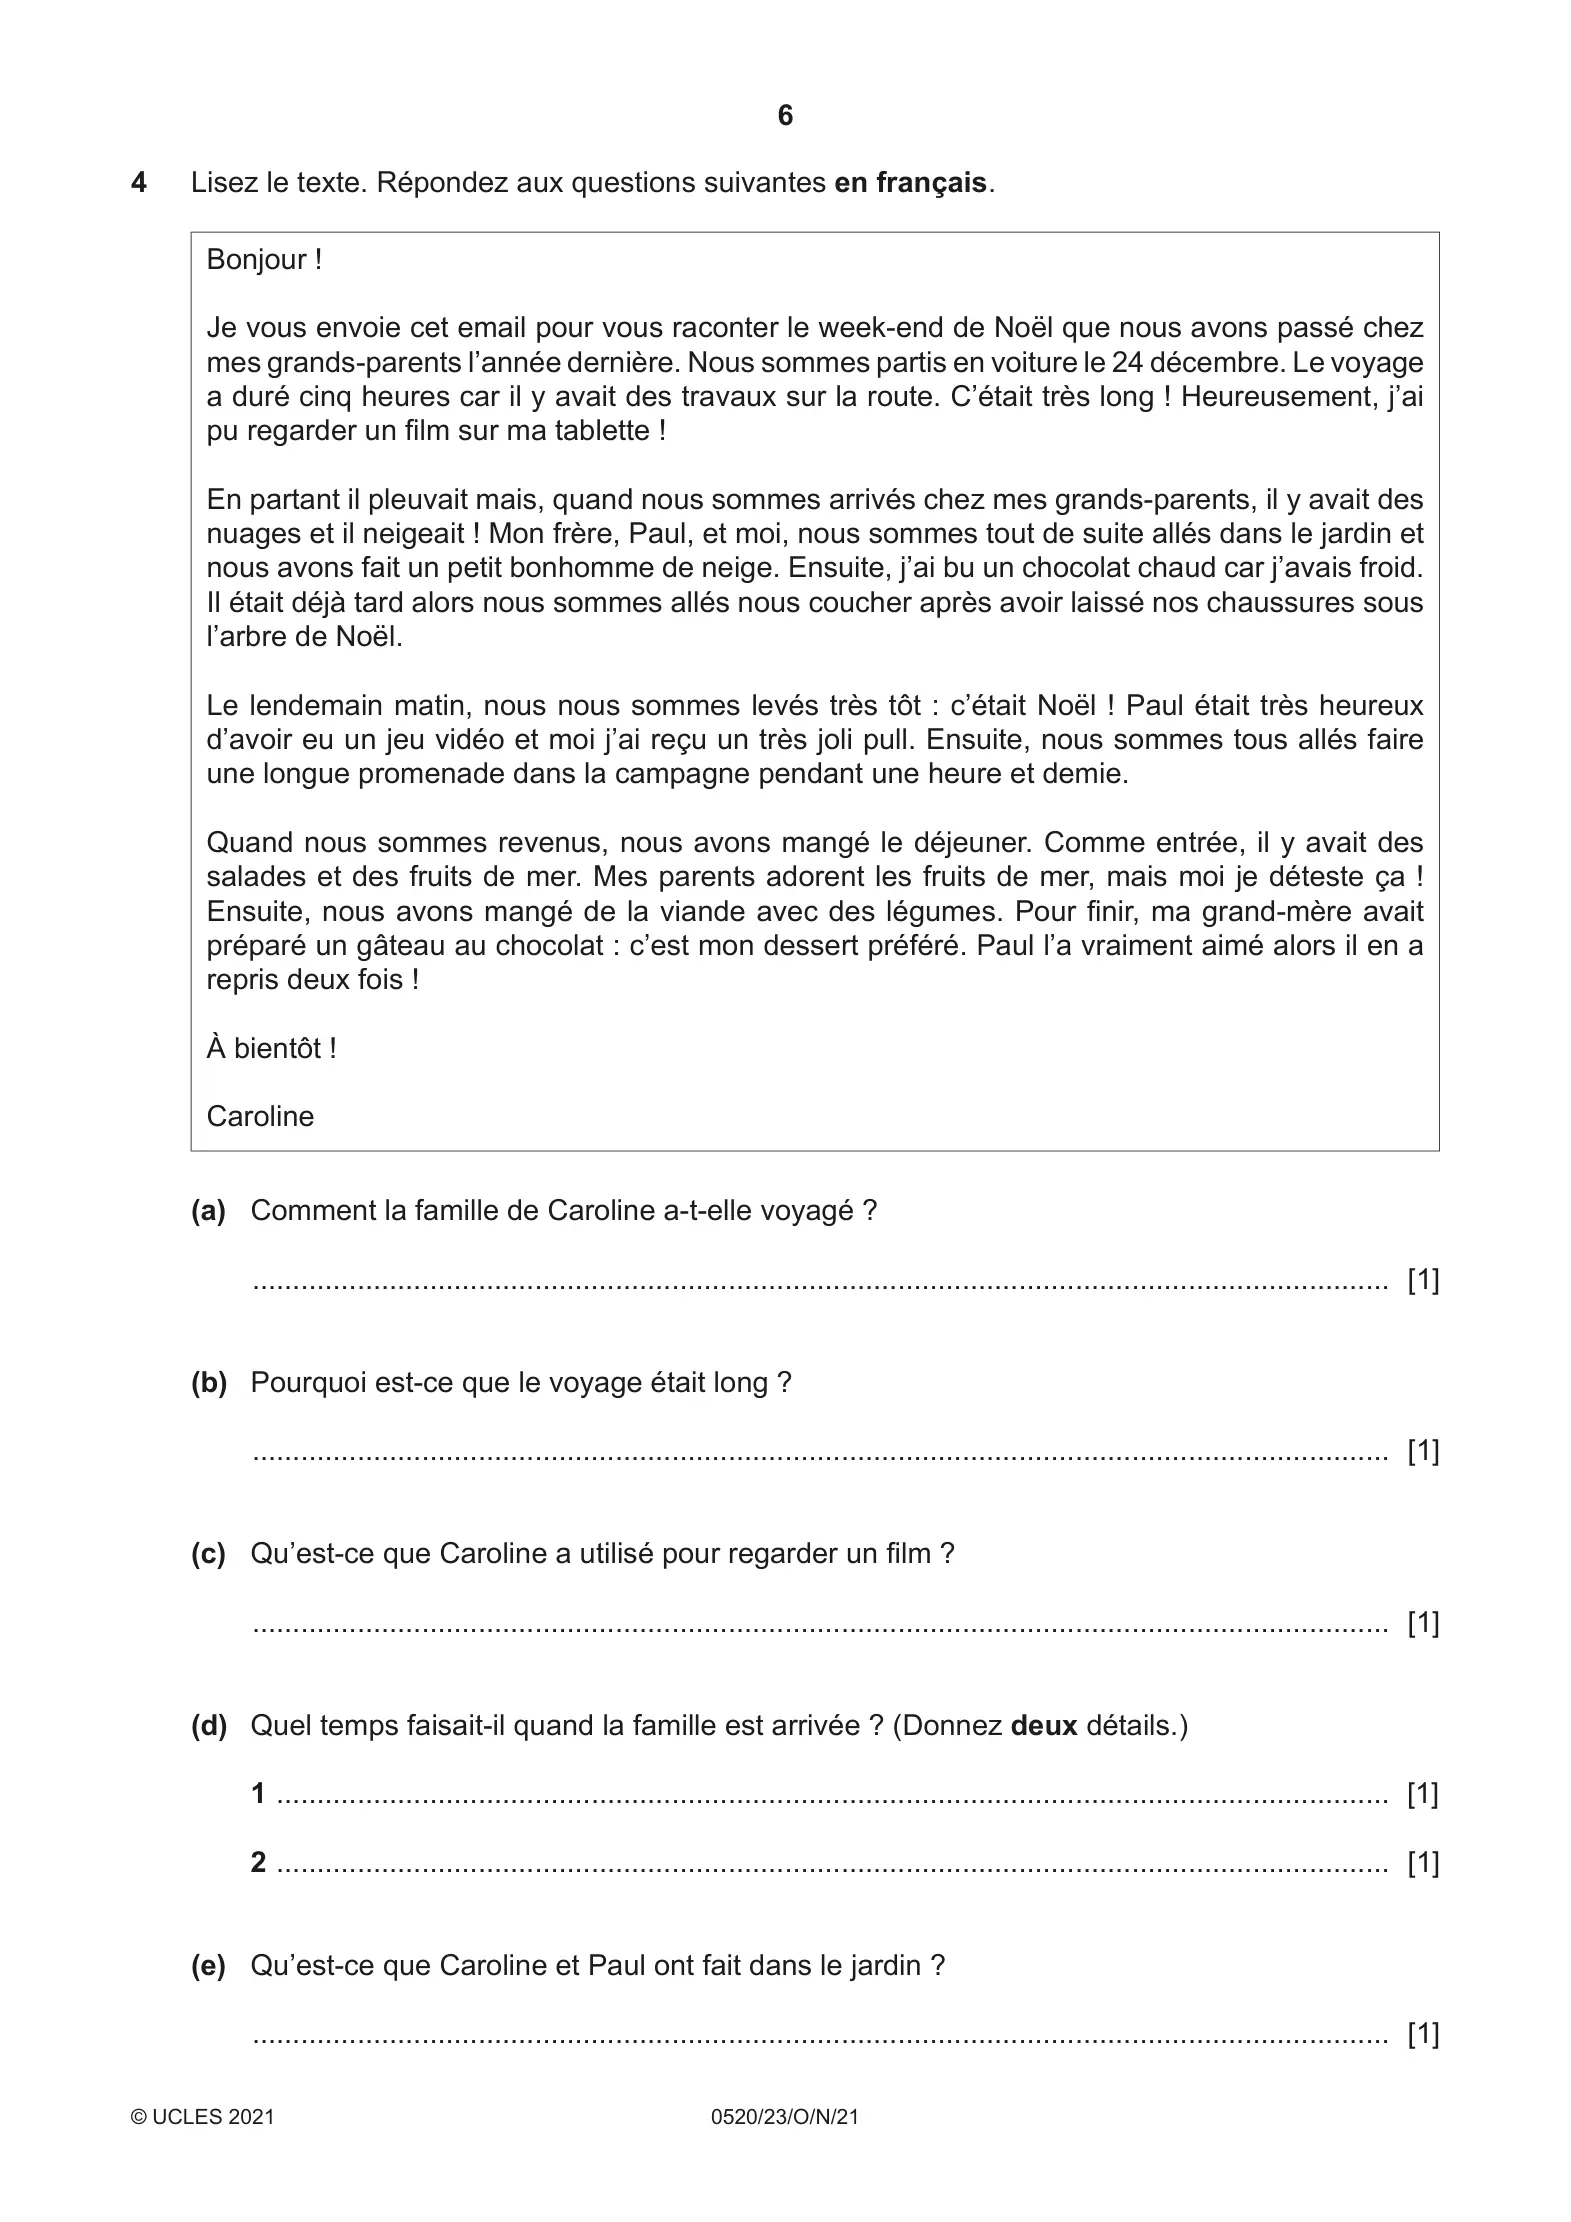 6
4 Lisez le texte. Répondez aux questions suivantes en français.
Bonjour !
Je vous envoie cet email pour vous raconter le week-end de Noël que nous avons passé chez
mes grands-parents l’année dernière. Nous sommes partis en voiture le 24 décembre. Le voyage
a duré cinq heures car il y avait des travaux sur la route. C’était très long ! Heureusement, j’ai
pu regarder un film sur ma tablette !
En partant il pleuvait mais, quand nous sommes arrivés chez mes grands-parents, il y avait des
nuages et il neigeait ! Mon frère, Paul, et moi, nous sommes tout de suite allés dans le jardin et
nous avons fait un petit bonhomme de neige. Ensuite, j’ai bu un chocolat chaud car j’avais froid.
Il était déjà tard alors nous sommes allés nous coucher après avoir laissé nos chaussures sous
l’arbre de Noël.
Le lendemain matin, nous nous sommes levés très tôt : c’était Noël ! Paul était très heureux
d’avoir eu un jeu vidéo et moi j’ai reçu un très joli pull. Ensuite, nous sommes tous allés faire
une longue promenade dans la campagne pendant une heure et demie.
Quand nous sommes revenus, nous avons mangé le déjeuner. Comme entrée, il y avait des
salades et des fruits de mer. Mes parents adorent les fruits de mer, mais moi je déteste ça !
Ensuite, nous avons mangé de la viande avec des légumes. Pour finir, ma grand-mère avait
préparé un gâteau au chocolat : c’est mon dessert préféré. Paul l’a vraiment aimé alors il en a
repris deux fois !
À bientôt !
Caroline
(a) Comment la famille de Caroline a-t-elle voyagé ?
[1]
(b) Pourquoi est-ce que le voyage était long ?
[1]
(c) Qu’est-ce que Caroline a utilisé pour regarder un film ?
[1]
(d) Quel temps faisait-il quand la famille est arrivée ? (Donnez deux détails.)
1 [1]
2 [1]
(e) Qu’est-ce que Caroline et Paul ont fait dans le jardin ?
[1]
© UCLES 2021 0520/23/O/N/21